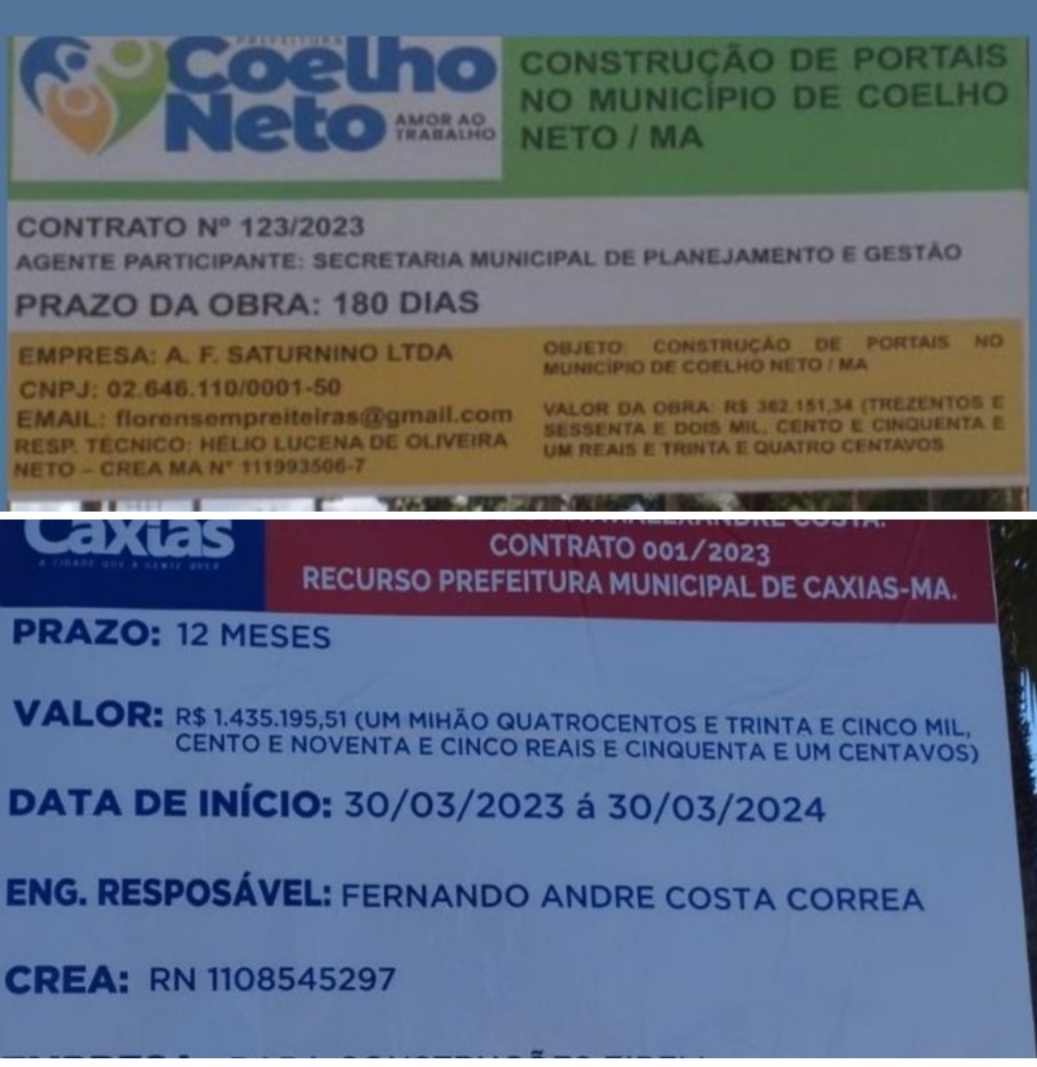 PREFEITURA
Coelho
Neto
AMOR AO
TRABALHO
CONSTRUÇÃO DE PORTAIS
NO MUNICÍPIO DE COELHO
NETO / MA
CONTRATO Nº 123/2023
AGENTE PARTICIPANTE: SECRETARIA MUNICIPAL DE PLANEJAMENTO E GESTÃO
PRAZO DA OBRA: 180 DIAS
EMPRESA: A. F. SATURNINO LTDA
CNPJ: 02.646.110/0001-50
EMAIL: florensempreiteiras@gmail.com
RESP. TÉCNICO: HÉLIO LUCENA DE OLIVEIRA
NETO – CREA MA N° 111993506-7
OBJETO: CONSTRUÇÃO DE PORTAIS NO
MUNICÍPIO DE COELHO NETO / MA
VALOR DA OBRA: R$ 362.151,34 (TREZENTOS E
SESSENTA E DOIS MIL, CENTO E CINQUENTA E
UM REAIS E TRINTA E QUATRO CENTAVOS
Caxias
A CIDADE QUE A GENTE QUER
ALEXANDRE COSTA.
CONTRATO 001/2023
RECURSO PREFEITURA MUNICIPAL DE CAXIAS-MA.
PRAZO: 12 MESES
VALOR: R$ 1.435.195,51 (UM MIHÃO QUATROCENTOS E TRINTA E CINCO MIL,
CENTO E NOVENTA E CINCO REAIS E CINQUENTA E UM CENTAVOS)
DATA DE INÍCIO: 30/03/2023 á 30/03/2024
ENG. RESPOSÁVEL: FERNANDO ANDRE COSTA CORREA
CREA: RN 1108545297